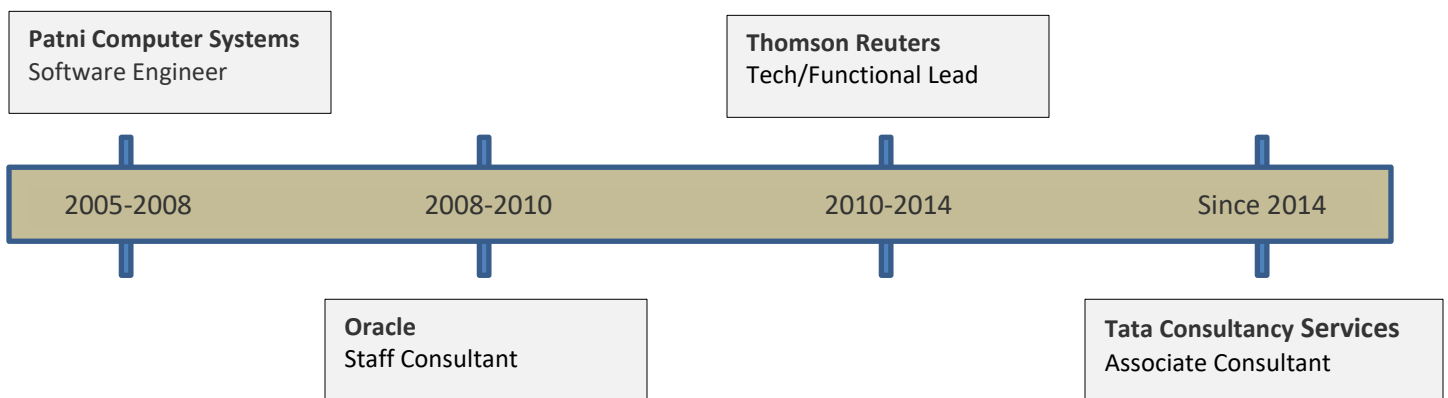 Patni Computer Systems
Software Engineer
Thomson Reuters
Tech/Functional Lead
2005-2008
2008-2010
2010-2014
Since 2014
Oracle
Staff Consultant
Tata Consultancy Services
Associate Consultant